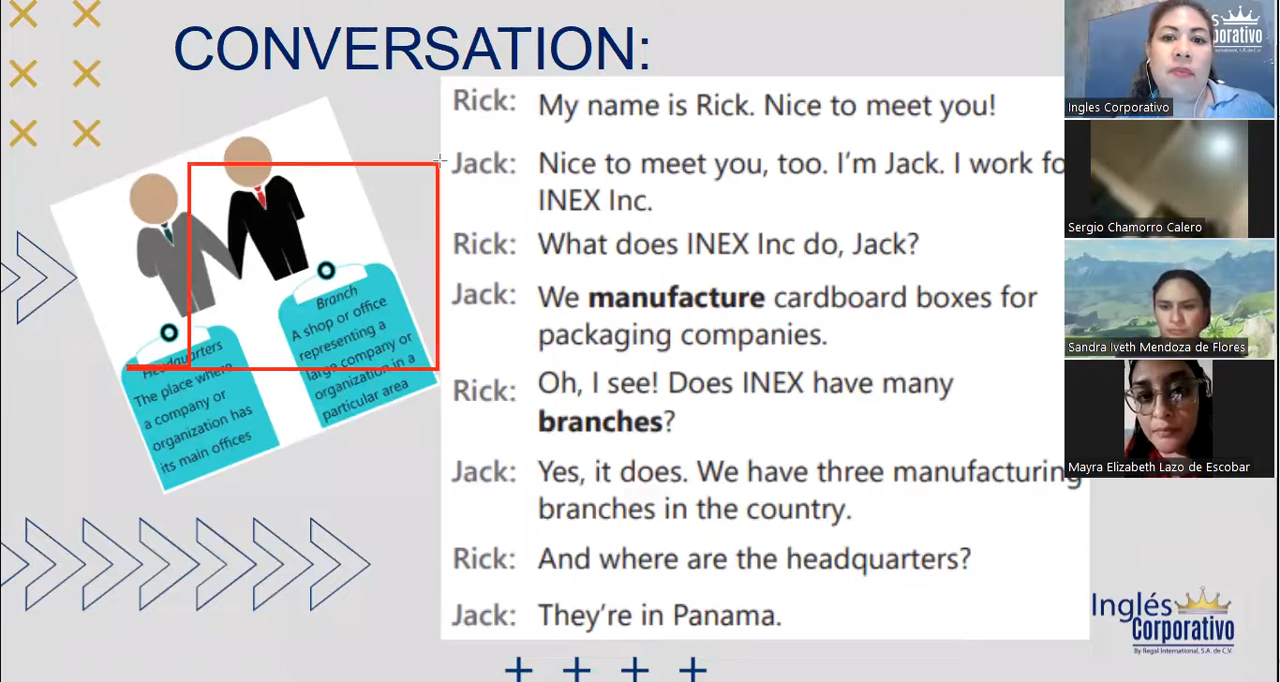 CONVERSATION:
Rick: My name is Rick. Nice to meet you!
Jack: Nice to meet you, too. I'm Jack. I work fo
INEX Inc.
Rick: What does INEX Inc do, Jack?
Jack: We manufacture cardboard boxes for
packaging companies.
Rick: Oh, I see! Does INEX have many
branches?
Jack: Yes, it does. We have three manufacturing
branches in the country.
Rick: And where are the headquarters?
Jack: They're in Panama.
Headquarters
The place where
a company or
organization has
its main offices
Branch
A shop or office
representing a
large company or
organization in a
particular area
Ingles Corporativo
Sergio Chamorro Calero
Sandra Iveth Mendoza de Flores
Mayra Elizabeth Lazo de Escobar
s
porativo
Inglés
Corporativo
By Regal International, S.A. de C.V.